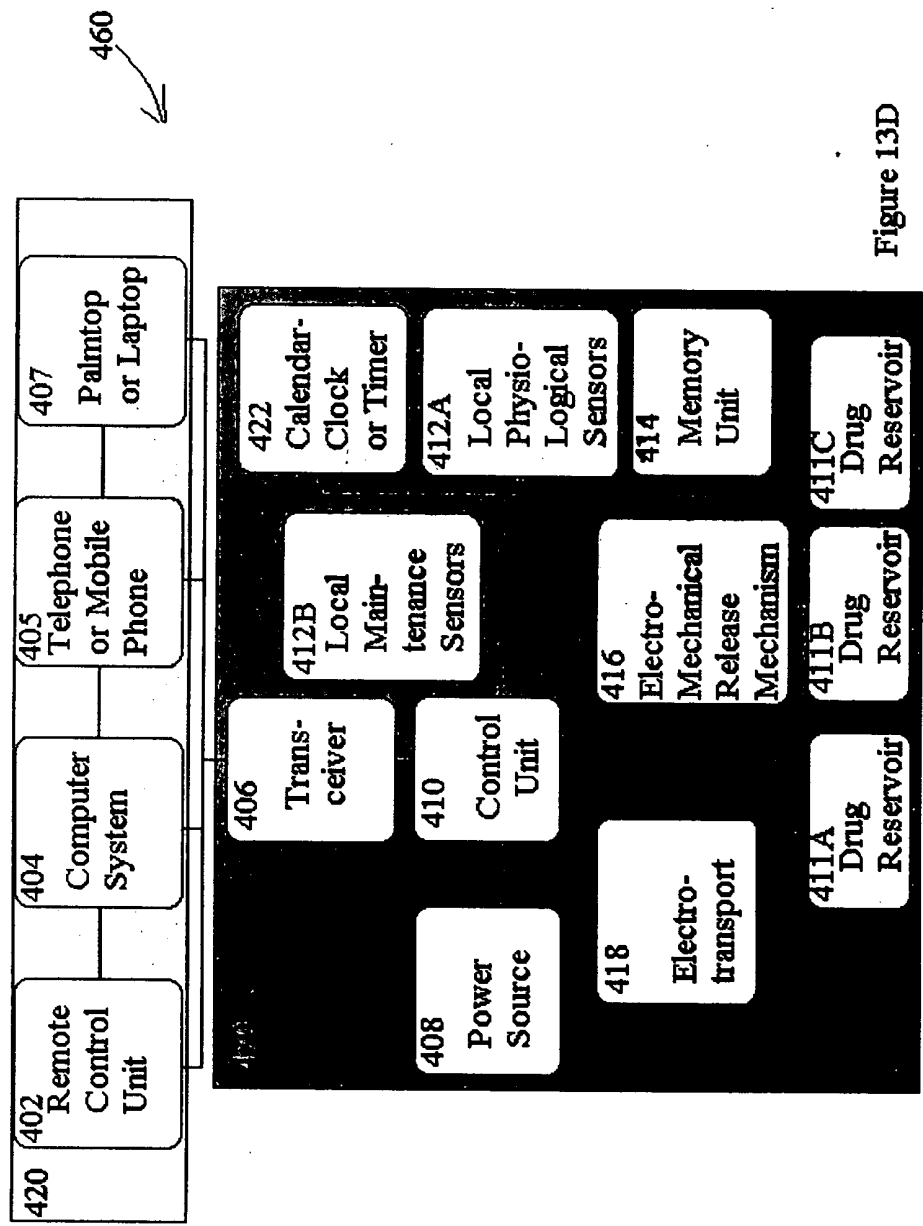 420
402
Remote
Control
Unit
404
Computer
System
405
Telephone
or Mobile
Phone
407
Palmtop
or Laptop
460
406
Trans-
ceiver
412B
Local
Main-
tenance
Sensors
422
Calendar-
Clock
or Timer
408
Power
Source
410
Control
Unit
412A
Local
Physio-
Logical
Sensors
418
Electro-
transport
416
Electro-
Mechanical
Release
Mechanism
414
Memory
Unit
411A
Drug
Reservoir
411B
Drug
Reservoir
411C
Drug
Reservoir
Figure 13D